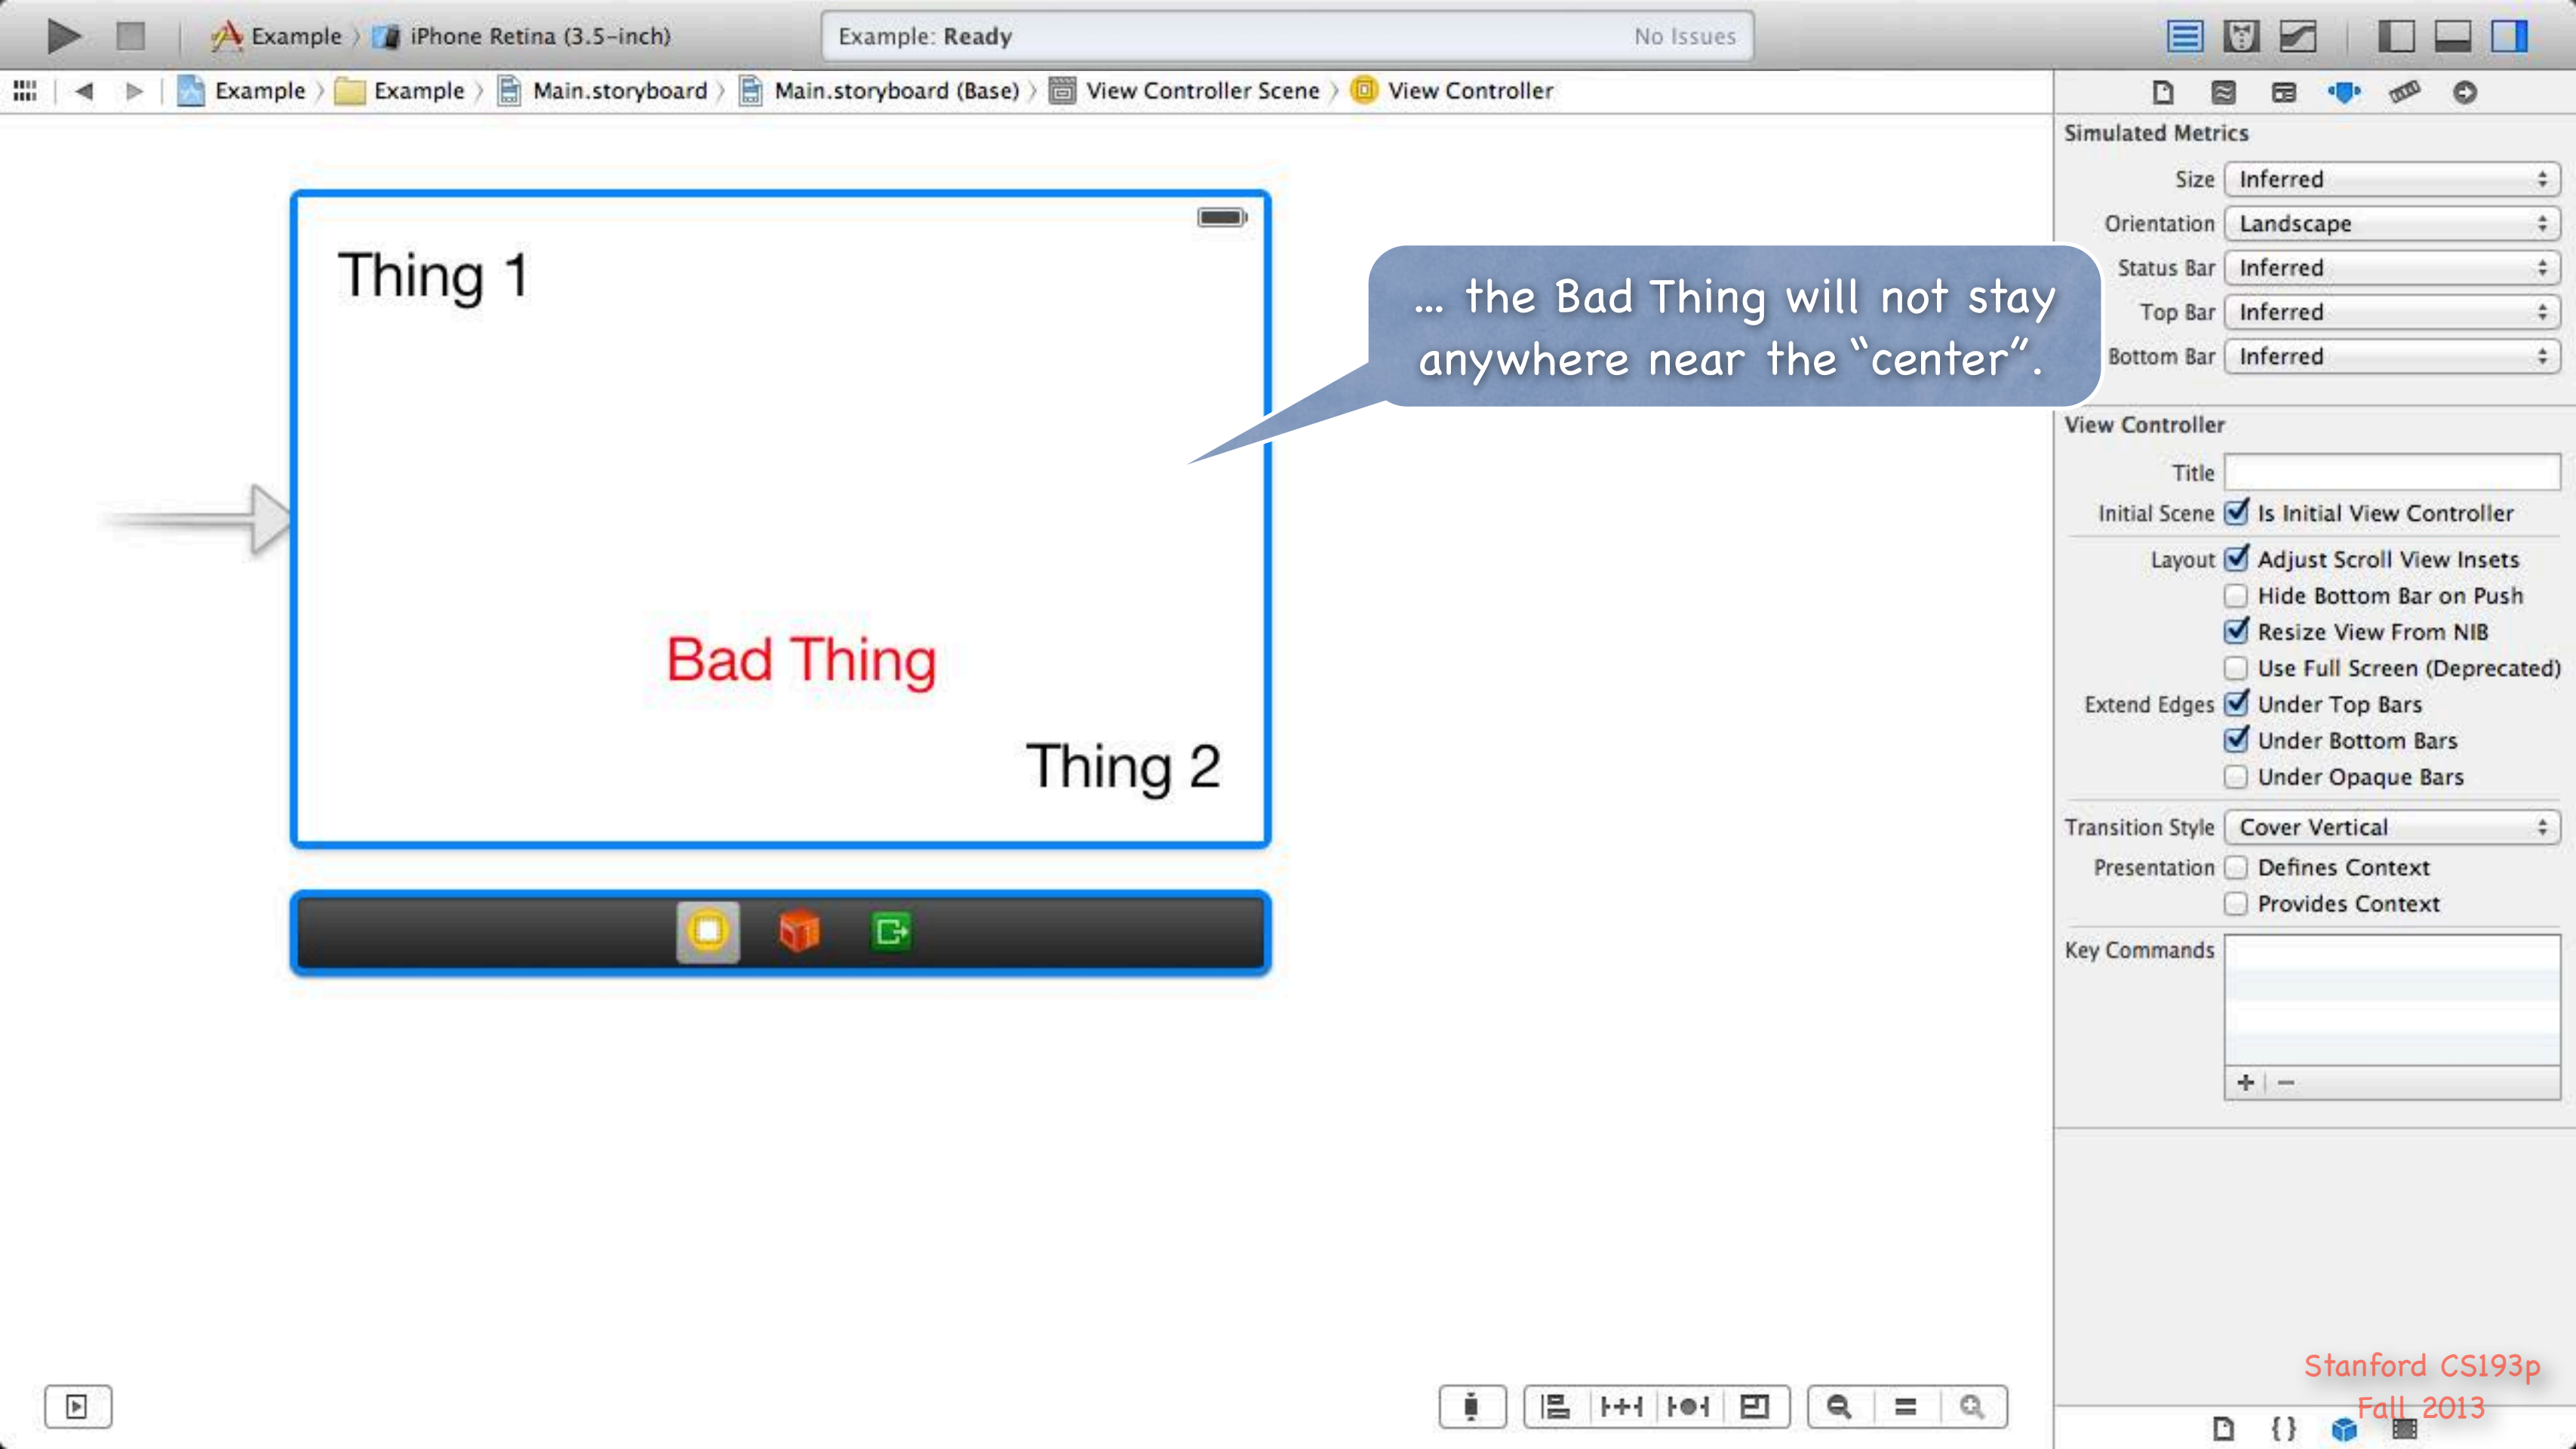 Example
iPhone Retina (3.5-inch)
Example: Ready
No Issues
Example
Example
Main.storyboard
Main.storyboard (Base)
View Controller Scene
View Controller
Thing 1
Bad Thing
Thing 2
... the Bad Thing will not stay
anywhere near the “center”.
Simulated Metrics
Size Inferred
Orientation Landscape
Status Bar Inferred
Top Bar Inferred
Bottom Bar Inferred
View Controller
Title
Initial Scene Is Initial View Controller
Layout Adjust Scroll View Insets
Hide Bottom Bar on Push
Resize View From NIB
Use Full Screen (Deprecated)
Extend Edges Under Top Bars
Under Bottom Bars
Under Opaque Bars
Transition Style Cover Vertical
Presentation Defines Context
Provides Context
Key Commands
Stanford CS193p
Fall 2013